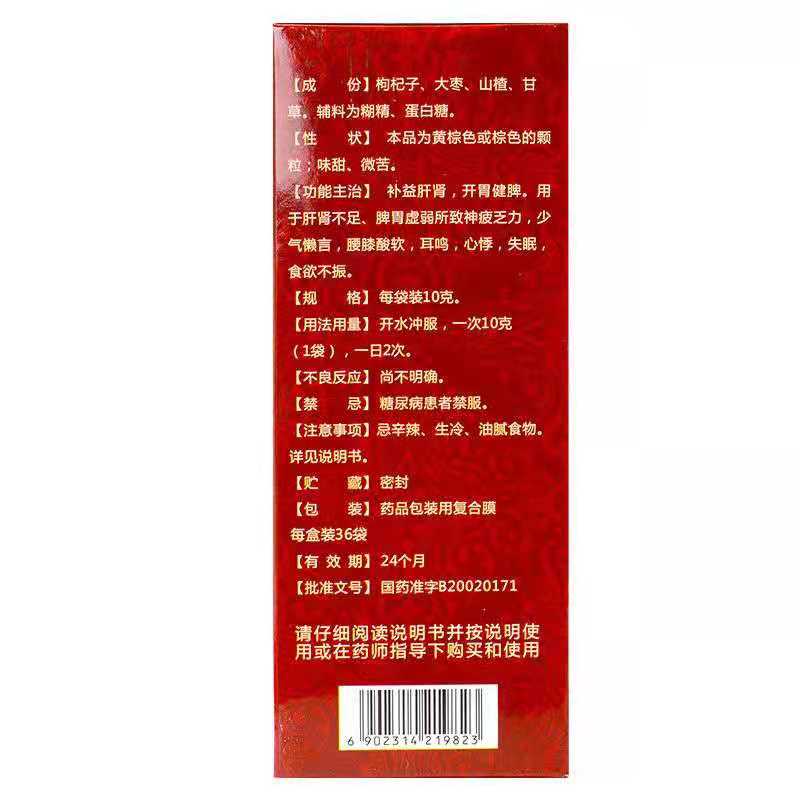 【成 份】枸杞子、大枣、山楂、甘
草。辅料为糊精、蛋白糖。
【性 状】 本品为黄棕色或棕色的颗
粒；味甜、微苦。
【功能主治】 补益肝肾，开胃健脾。用
于肝肾不足、脾胃虚弱所致神疲乏力，少
气懒言，腰膝酸软，耳鸣，心悸，失眠，
食欲不振。
【规 格】每袋装10克。
【用法用量】开水冲服，一次10克
（1袋），一日2次。
【不良反应】尚不明确。
【禁 忌】糖尿病患者禁服。
【注意事项】忌辛辣、生冷、油腻食物。
详见说明书。
【贮 藏】密封
【包 装】药品包装用复合膜
每盒装36袋
【有 效 期】24个月
【批准文号】国药准字B20020171
请仔细阅读说明书并按说明使
用或在药师指导下购买和使用
6 902314 219823